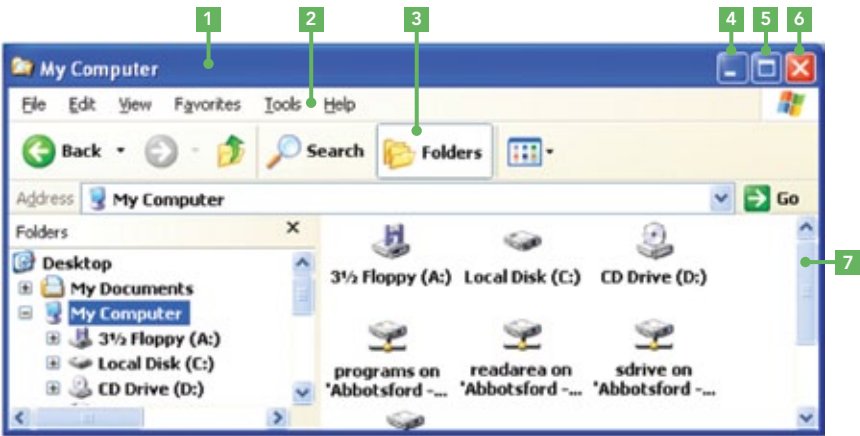 1 2 3 4 5 6
My Computer
File Edit View Favorites Tools Help
Back Search Folders
Address My Computer Go
Folders
Desktop
My Documents
My Computer
3½ Floppy (A:)
Local Disk (C:)
CD Drive (D:)
3½ Floppy (A:) Local Disk (C:) CD Drive (D:)
7
programs on readarea on sdrive on
'Abbotsford -... 'Abbotsford -... 'Abbotsford -...